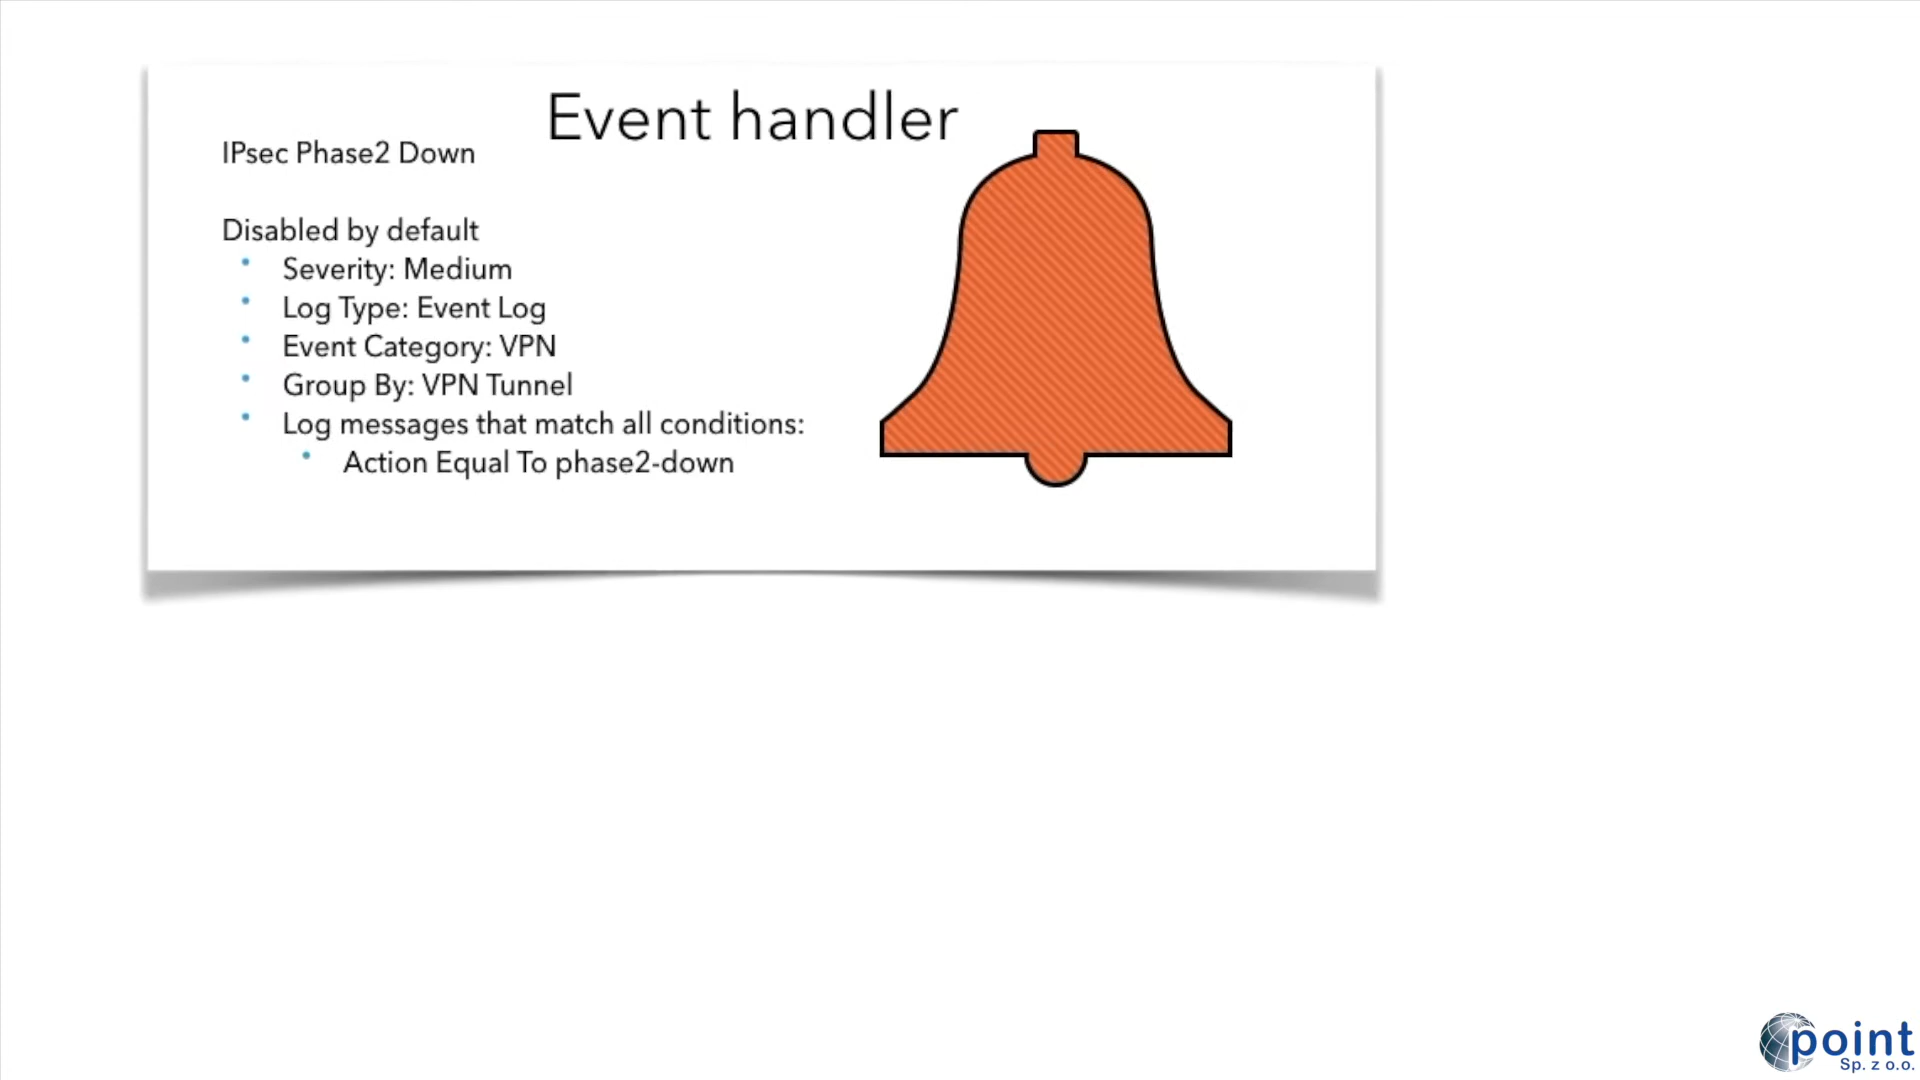 Event handler
IPsec Phase2 Down
Disabled by default
• Severity: Medium
• Log Type: Event Log
• Event Category: VPN
• Group By: VPN Tunnel
• Log messages that match all conditions:
• Action Equal To phase2-down
point
Sp. z o.o.